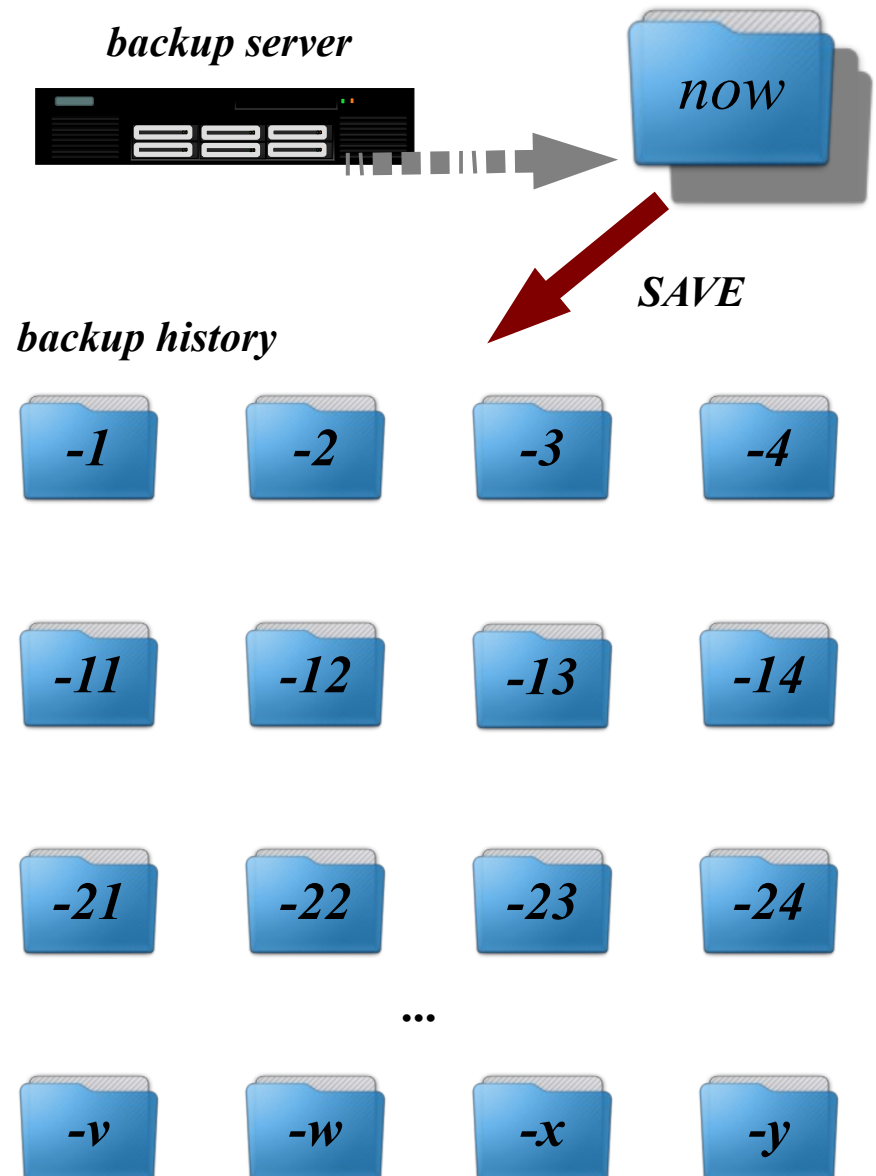 backup server
now
SAVE
backup history
-1 -2 -3 -4
-11 -12 -13 -14
-21 -22 -23 -24
...
-v -w -x -y